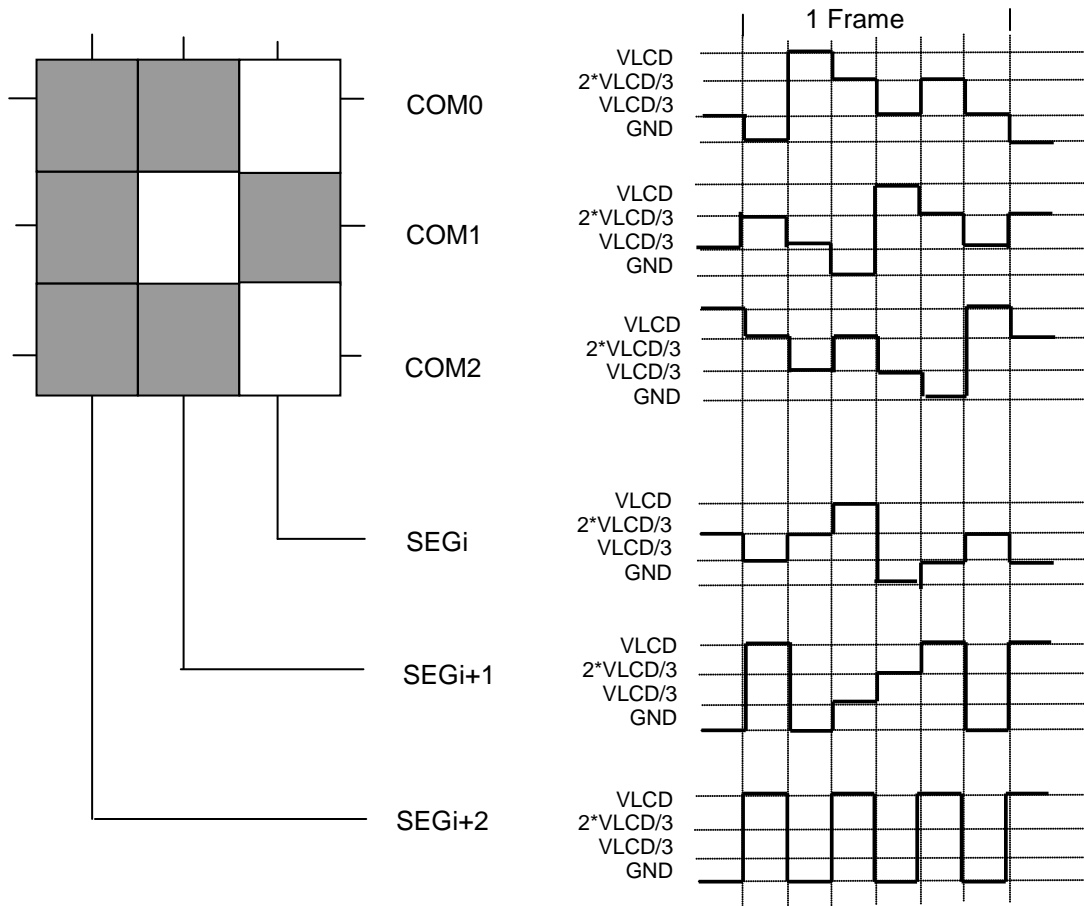 1 Frame
COM0
VLCD
2*VLCD/3
VLCD/3
GND
COM1
VLCD
2*VLCD/3
VLCD/3
GND
COM2
VLCD
2*VLCD/3
VLCD/3
GND
SEGi
VLCD
2*VLCD/3
VLCD/3
GND
SEGi+1
VLCD
2*VLCD/3
VLCD/3
GND
SEGi+2
VLCD
2*VLCD/3
VLCD/3
GND